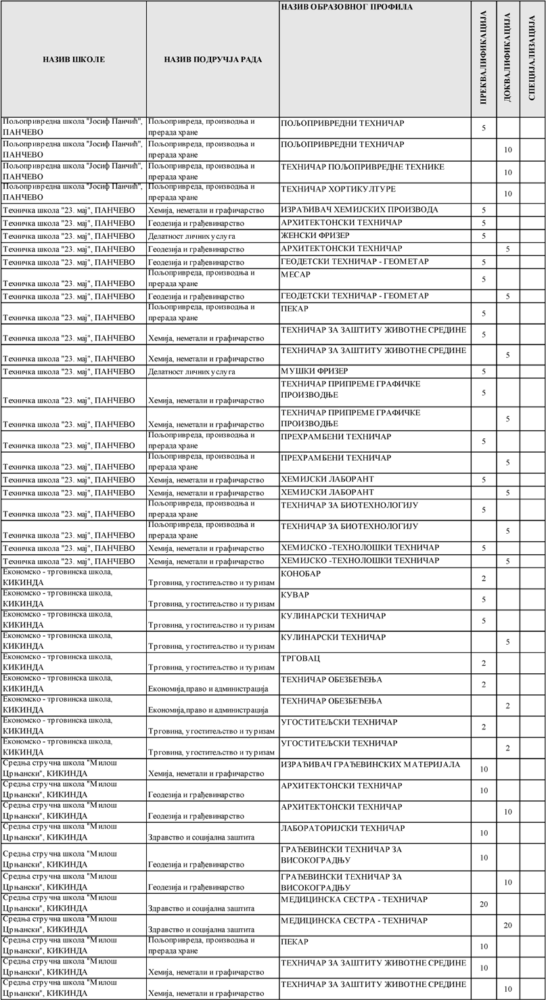 НАЗИВ ШКОЛЕ
НАЗИВ ПОДРУЧЈА РАДА
НАЗИВ ОБРАЗОВНОГ ПРОФИЛА
ПРЕКВАЛИФИКАЦИЈА
ДОКВАЛИФИКАЦИЈА
СПЕЦИЈАЛИЗАЦИЈА
Пољопривредна школа "Јосиф Панчић", Пољопривреда, производња и ПОЉОПРИВРЕДНИ ТЕХНИЧАР 5
ПАНЧЕВО прерада хране
Пољопривредна школа "Јосиф Панчић", Пољопривреда, производња и ПОЉОПРИВРЕДНИ ТЕХНИЧАР 10
ПАНЧЕВО прерада хране
Пољопривредна школа "Јосиф Панчић", Пољопривреда, производња и ТЕХНИЧАР ПОЉОПРИВРЕДНЕ ТЕХНИКЕ 10
ПАНЧЕВО прерада хране
Пољопривредна школа "Јосиф Панчић", Пољопривреда, производња и ТЕХНИЧАР ХОРТИКУЛТУРЕ 10
ПАНЧЕВО прерада хране
Техничка школа "23. мај", ПАНЧЕВО Хемија, неметали и графичарство ИЗРАЂИВАЧ ХЕМИЈСКИХ ПРОИЗВОДА 5
Техничка школа "23. мај", ПАНЧЕВО Геодезија и грађевинарство АРХИТЕКТОНСКИ ТЕХНИЧАР 5
Техничка школа "23. мај", ПАНЧЕВО Делатност личних услуга ЖЕНСКИ ФРИЗЕР 5
Техничка школа "23. мај", ПАНЧЕВО Геодезија и грађевинарство АРХИТЕКТОНСКИ ТЕХНИЧАР 5
Техничка школа "23. мај", ПАНЧЕВО Геодезија и грађевинарство ГЕОДЕТСКИ ТЕХНИЧАР - ГЕОМЕТАР 5
Пољопривреда, производња и МЕСАР
Техничка школа "23. мај", ПАНЧЕВО прерада хране 5
Техничка школа "23. мај", ПАНЧЕВО Геодезија и грађевинарство ГЕОДЕТСКИ ТЕХНИЧАР - ГЕОМЕТАР 5
Пољопривреда, производња и ПЕКАР
Техничка школа "23. мај", ПАНЧЕВО прерада хране 5
ТЕХНИЧАР ЗА ЗАШТИТУ ЖИВОТНЕ СРЕДИНЕ
Техничка школа "23. мај", ПАНЧЕВО Хемија, неметали и графичарство 5
ТЕХНИЧАР ЗА ЗАШТИТУ ЖИВОТНЕ СРЕДИНЕ
Техничка школа "23. мај", ПАНЧЕВО Хемија, неметали и графичарство 5
Техничка школа "23. мај", ПАНЧЕВО Делатност личних услуга МУШКИ ФРИЗЕР 5
ТЕХНИЧАР ПРИПРЕМЕ ГРАФИЧКЕ
ПРОИЗВОДЊЕ 5
Техничка школа "23. мај", ПАНЧЕВО Хемија, неметали и графичарство
ТЕХНИЧАР ПРИПРЕМЕ ГРАФИЧКЕ
ПРОИЗВОДЊЕ 5
Техничка школа "23. мај", ПАНЧЕВО Хемија, неметали и графичарство
Пољопривреда, производња и ПРЕХРАМБЕНИ ТЕХНИЧАР
Техничка школа "23. мај", ПАНЧЕВО прерада хране 5
Пољопривреда, производња и ПРЕХРАМБЕНИ ТЕХНИЧАР
Техничка школа "23. мај", ПАНЧЕВО прерада хране 5
Техничка школа "23. мај", ПАНЧЕВО Хемија, неметали и графичарство ХЕМИЈСКИ ЛАБОРАНТ 5
Техничка школа "23. мај", ПАНЧЕВО Хемија, неметали и графичарство ХЕМИЈСКИ ЛАБОРАНТ 5
Пољопривреда, производња и ТЕХНИЧАР ЗА БИОТЕХНОЛОГИЈУ
Техничка школа "23. мај", ПАНЧЕВО прерада хране 5
Пољопривреда, производња и ТЕХНИЧАР ЗА БИОТЕХНОЛОГИЈУ
Техничка школа "23. мај", ПАНЧЕВО прерада хране 5
Техничка школа "23. мај", ПАНЧЕВО Хемија, неметали и графичарство ХЕМИЈСКО -ТЕХНОЛОШКИ ТЕХНИЧАР 5
Техничка школа "23. мај", ПАНЧЕВО Хемија, неметали и графичарство ХЕМИЈСКО -ТЕХНОЛОШКИ ТЕХНИЧАР 5
Економско - трговинска школа, КОНОБАР
КИКИНДА Трговина, угоститељство и туризам 2
Економско - трговинска школа, КУВАР
КИКИНДА Трговина, угоститељство и туризам 5
Економско - трговинска школа, КУЛИНАРСКИ ТЕХНИЧАР
КИКИНДА Трговина, угоститељство и туризам 5
Економско - трговинска школа, КУЛИНАРСКИ ТЕХНИЧАР
КИКИНДА Трговина, угоститељство и туризам 5
Економско - трговинска школа, ТРГОВАЦ
КИКИНДА Трговина, угоститељство и туризам 2
Економско - трговинска школа, ТЕХНИЧАР ОБЕЗБЕЂЕЊА
КИКИНДА Економија,право и администрација 2
Економско - трговинска школа, ТЕХНИЧАР ОБЕЗБЕЂЕЊА
КИКИНДА Економија,право и администрација 2
Економско - трговинска школа, УГОСТИТЕЉСКИ ТЕХНИЧАР
КИКИНДА Трговина, угоститељство и туризам 2
Економско - трговинска школа, УГОСТИТЕЉСКИ ТЕХНИЧАР
КИКИНДА Трговина, угоститељство и туризам 2
Средња стручна школа "Милош ИЗРАЂИВАЧ ГРАЂЕВИНСКИХ МАТЕРИЈАЛА
Црњански", КИКИНДА Хемија, неметали и графичарство 10
Средња стручна школа "Милош АРХИТЕКТОНСКИ ТЕХНИЧАР
Црњански", КИКИНДА Геодезија и грађевинарство 10
Средња стручна школа "Милош АРХИТЕКТОНСКИ ТЕХНИЧАР
Црњански", КИКИНДА Геодезија и грађевинарство 10
Средња стручна школа "Милош ЛАБОРАТОРИЈСКИ ТЕХНИЧАР
Црњански", КИКИНДА Здравство и социјална заштита 10
Средња стручна школа "Милош ГРАЂЕВИНСКИ ТЕХНИЧАР ЗА
Црњански", КИКИНДА Геодезија и грађевинарство ВИСОКОГРАДЊУ 10
Средња стручна школа "Милош ГРАЂЕВИНСКИ ТЕХНИЧАР ЗА
Црњански", КИКИНДА Геодезија и грађевинарство ВИСОКОГРАДЊУ 10
Средња стручна школа "Милош МЕДИЦИНСКА СЕСТРА - ТЕХНИЧАР
Црњански", КИКИНДА Здравство и социјална заштита 20
Средња стручна школа "Милош МЕДИЦИНСКА СЕСТРА - ТЕХНИЧАР
Црњански", КИКИНДА Здравство и социјална заштита 20
Средња стручна школа "Милош Пољопривреда, производња и ПЕКАР
Црњански", КИКИНДА прерада хране 10
Средња стручна школа "Милош ТЕХНИЧАР ЗА ЗАШТИТУ ЖИВОТНЕ СРЕДИНЕ
Црњански", КИКИНДА Хемија, неметали и графичарство 10
Средња стручна школа "Милош ТЕХНИЧАР ЗА ЗАШТИТУ ЖИВОТНЕ СРЕДИНЕ
Црњански", КИКИНДА Хемија, неметали и графичарство 10